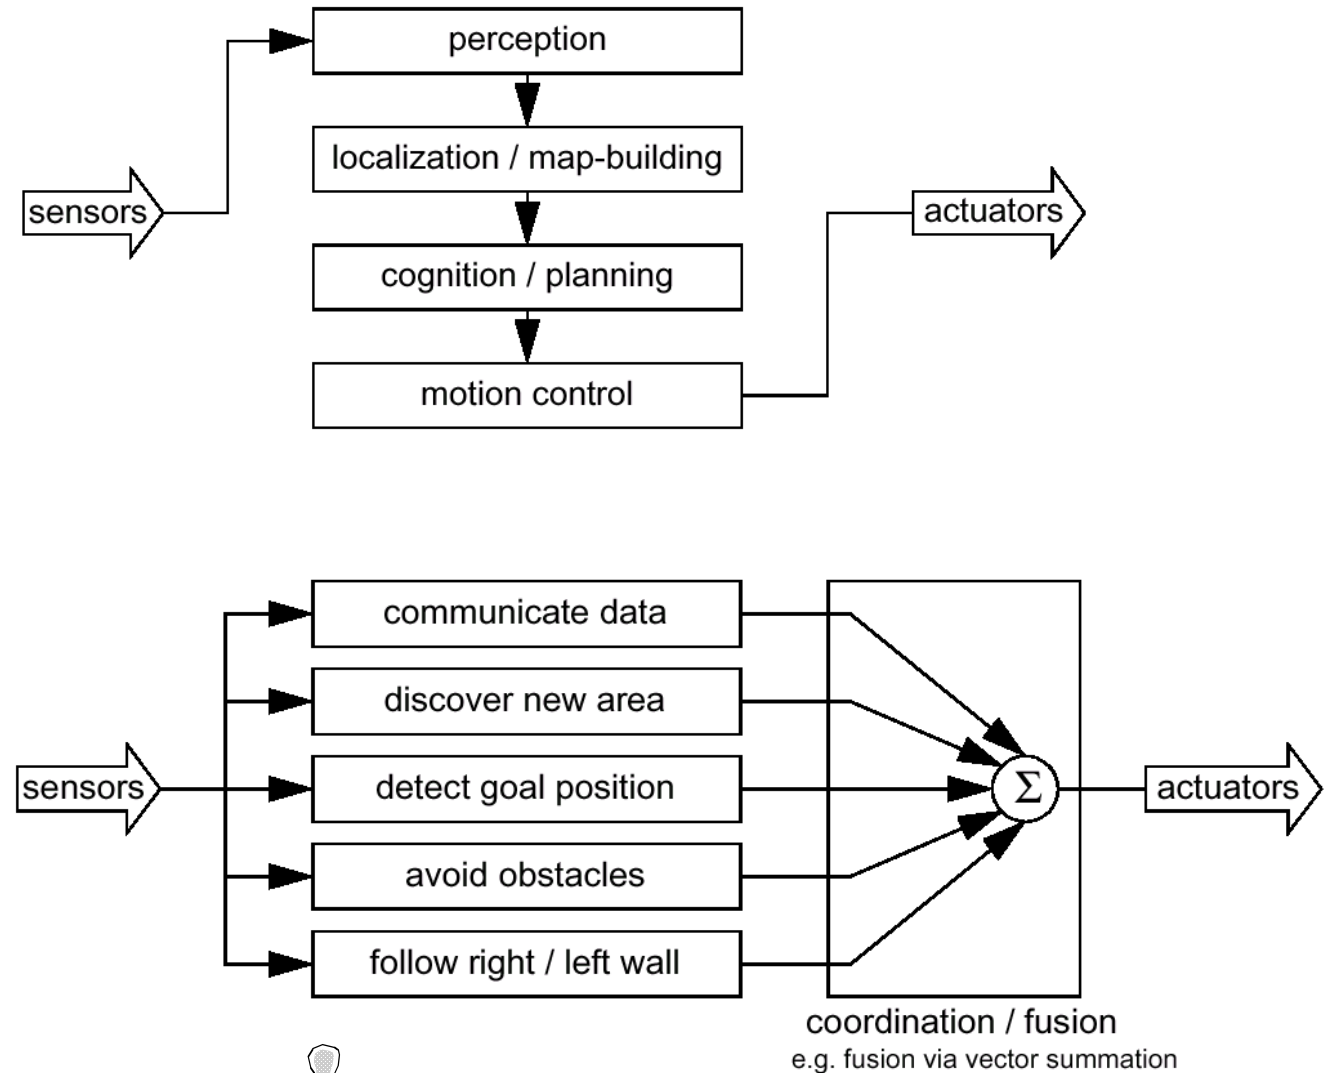 perception
localization / map-building
sensors
actuators
cognition / planning
motion control
communicate data
discover new area
sensors
detect goal position
Σ
actuators
avoid obstacles
follow right / left wall
coordination / fusion
e.g. fusion via vector summation